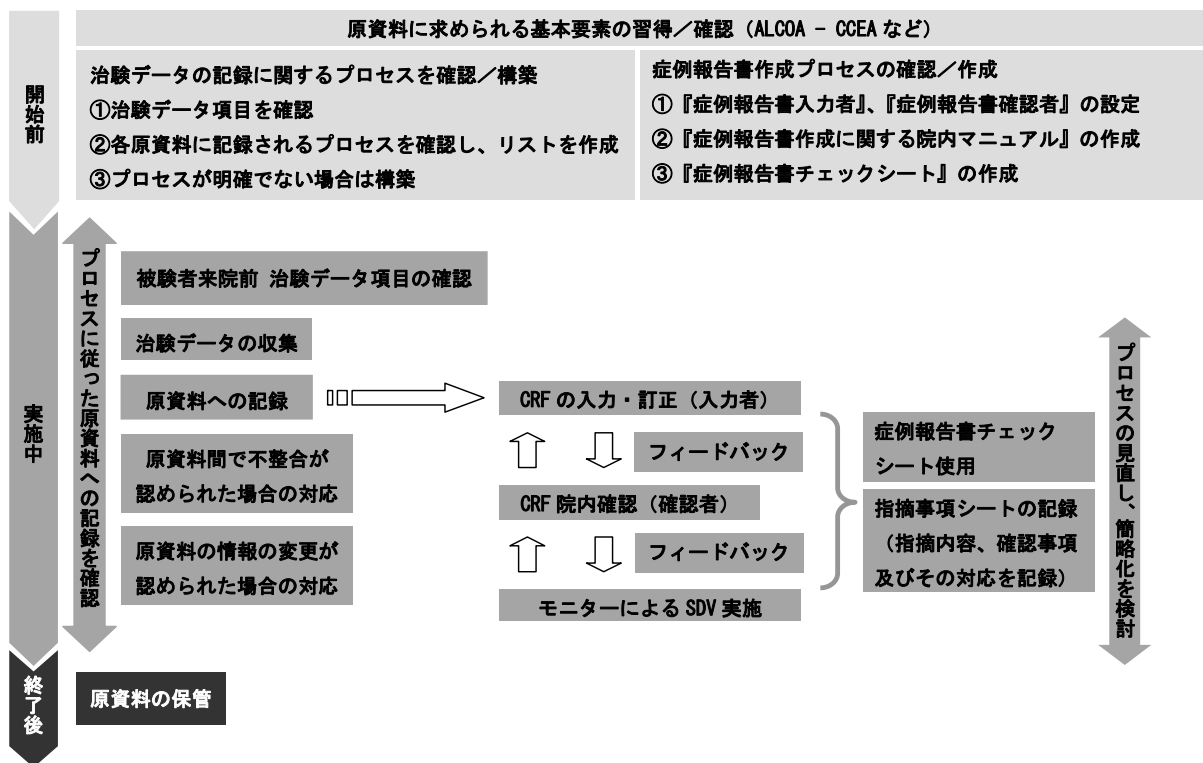 開始前
原資料に求められる基本要素の習得／確認（ALCOA - CCEA など）
治験データの記録に関するプロセスを確認／構築
①治験データ項目を確認
②各原資料に記録されるプロセスを確認し、リストを作成
③プロセスが明確でない場合は構築
症例報告書作成プロセスの確認／作成
①『症例報告書入力者』、『症例報告書確認者』の設定
②『症例報告書作成に関する院内マニュアル』の作成
③『症例報告書チェックシート』の作成
実施中
プロセスに従った原資料への記録を確認
被験者来院前 治験データ項目の確認
治験データの収集
原資料への記録
原資料間で不整合が
認められた場合の対応
原資料の情報の変更が
認められた場合の対応
CRF の入力・訂正（入力者）
フィードバック
CRF 院内確認（確認者）
フィードバック
モニターによる SDV 実施
症例報告書チェック
シート使用
指摘事項シートの記録
（指摘内容、確認事項
及びその対応を記録）
プロセスの見直し、簡略化を検討
終了後
原資料の保管